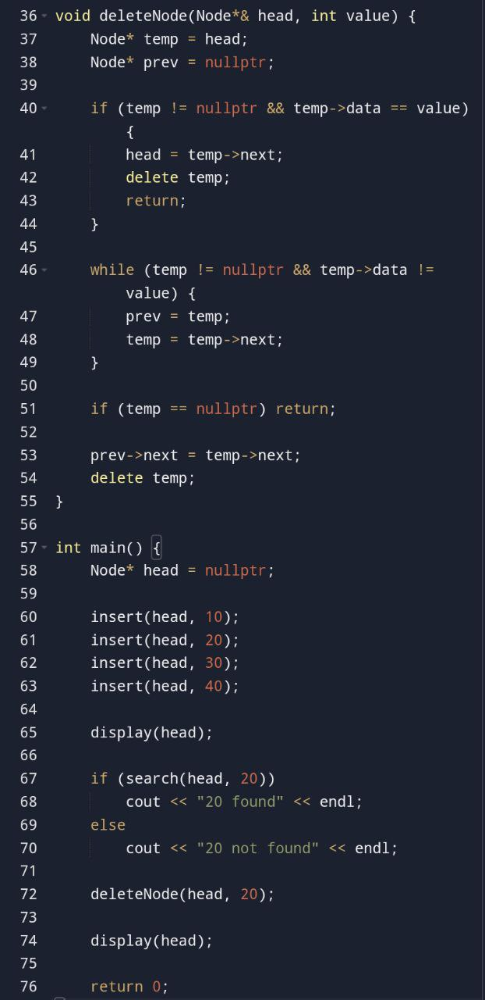 36 void deleteNode(Node*& head, int value) {
37     Node* temp = head;
38     Node* prev = nullptr;
39
40     if (temp != nullptr && temp->data == value)
        {
41         head = temp->next;
42         delete temp;
43         return;
44     }
45
46     while (temp != nullptr && temp->data !=
        value) {
47         prev = temp;
48         temp = temp->next;
49     }
50
51     if (temp == nullptr) return;
52
53     prev->next = temp->next;
54     delete temp;
55 }
56
57 int main() {
58     Node* head = nullptr;
59
60     insert(head, 10);
61     insert(head, 20);
62     insert(head, 30);
63     insert(head, 40);
64
65     display(head);
66
67     if (search(head, 20))
68         cout << "20 found" << endl;
69     else
70         cout << "20 not found" << endl;
71
72     deleteNode(head, 20);
73
74     display(head);
75
76     return 0;